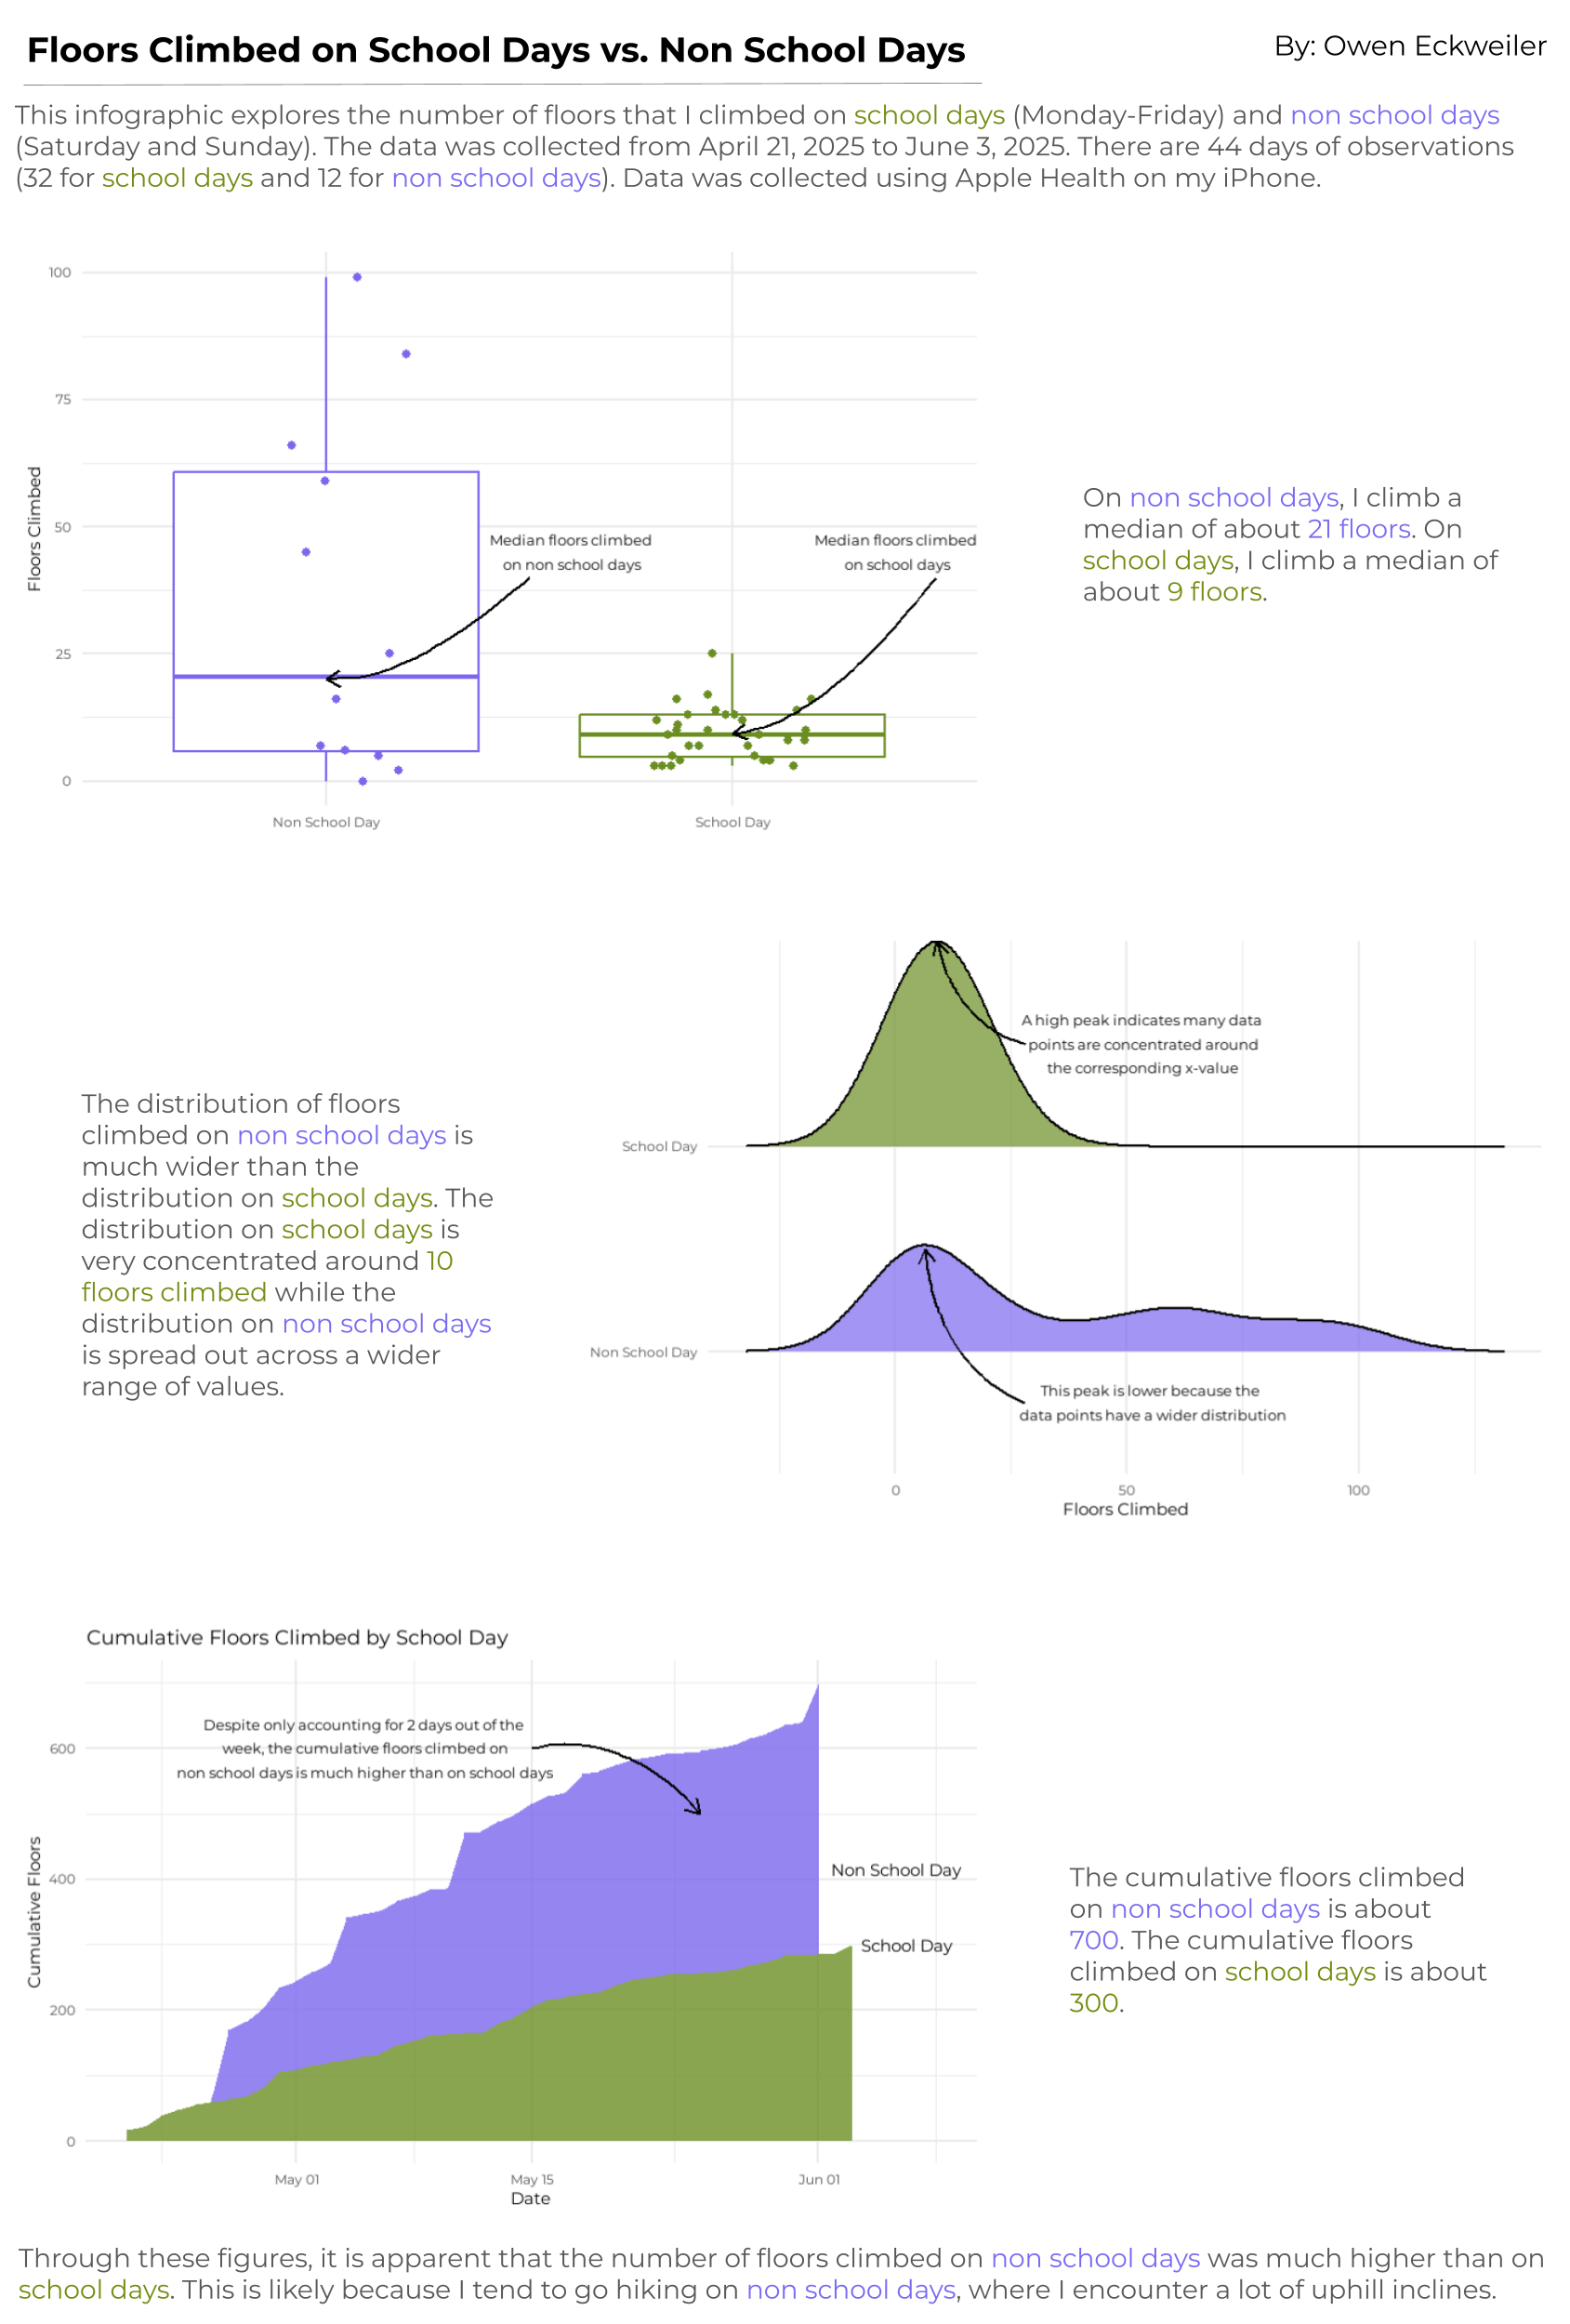 Floors Climbed on School Days vs. Non School Days
By: Owen Eckweiler
This infographic explores the number of floors that I climbed on school days (Monday-Friday) and non school days
(Saturday and Sunday). The data was collected from April 21, 2025 to June 3, 2025. There are 44 days of observations
(32 for school days and 12 for non school days). Data was collected using Apple Health on my iPhone.
100
75
50
25
0
Floors Climbed
Median floors climbed
on non school days
Median floors climbed
on school days
Non School Day
School Day
On non school days, I climb a
median of about 21 floors. On
school days, I climb a median of
about 9 floors.
The distribution of floors
climbed on non school days is
much wider than the
distribution on school days. The
distribution on school days is
very concentrated around 10
floors climbed while the
distribution on non school days
is spread out across a wider
range of values.
A high peak indicates many data
points are concentrated around
the corresponding x-value
School Day
Non School Day
This peak is lower because the
data points have a wider distribution
0
50
100
Floors Climbed
Cumulative Floors Climbed by School Day
Despite only accounting for 2 days out of the
week, the cumulative floors climbed on
non school days is much higher than on school days
600
400
200
0
Cumulative Floors
Non School Day
School Day
May 01
May 15
Jun 01
Date
The cumulative floors climbed
on non school days is about
700. The cumulative floors
climbed on school days is about
300.
Through these figures, it is apparent that the number of floors climbed on non school days was much higher than on
school days. This is likely because I tend to go hiking on non school days, where I encounter a lot of uphill inclines.